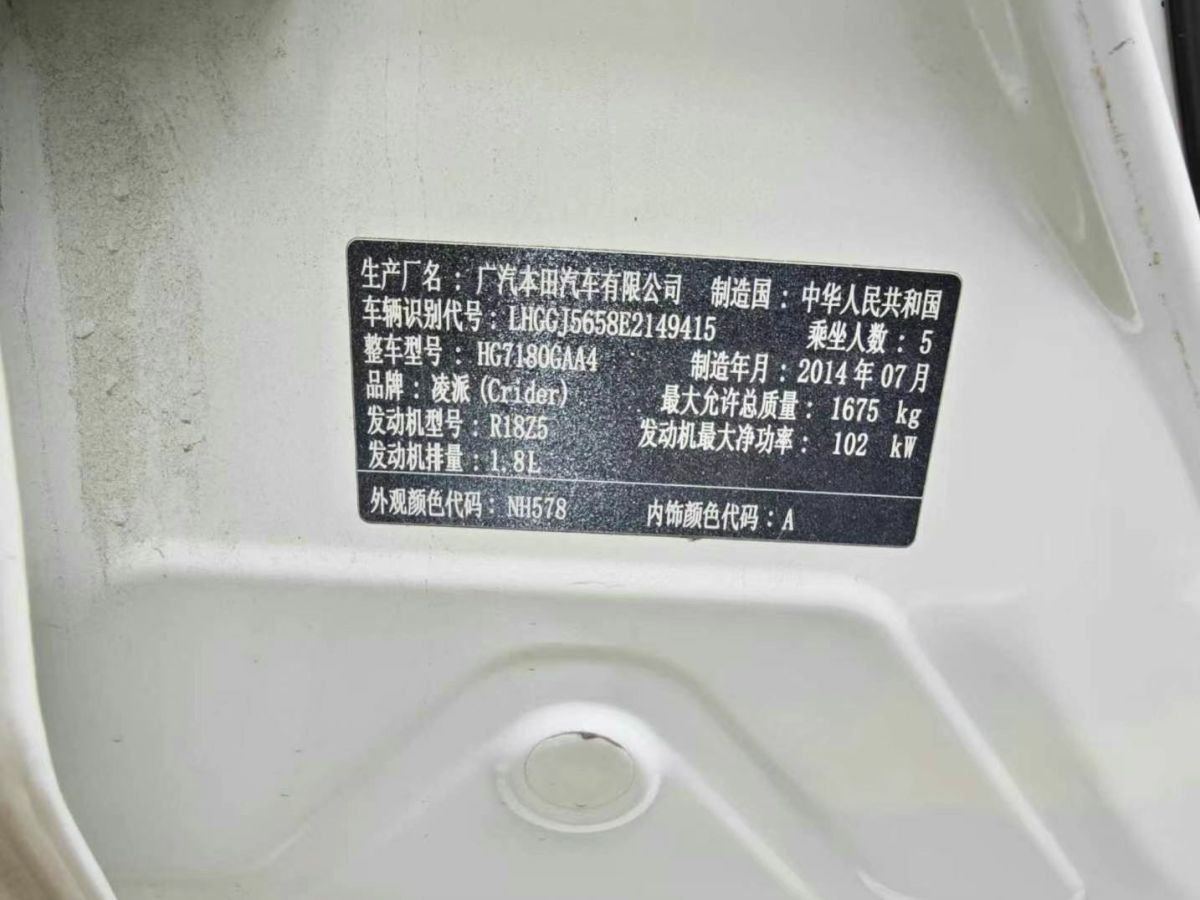 生产厂名：广汽本田汽车有限公司 制造国：中华人民共和国
车辆识别代号：LHGGJ5658E2149415 乘坐人数：5
整车型号：HG7180GAA4 制造年月：2014年07月
品牌：凌派(Crider) 最大允许总质量：1675 kg
发动机型号：R18Z5 发动机最大净功率：102 kW
发动机排量：1.8L
外观颜色代码：NH578 内饰颜色代码：A